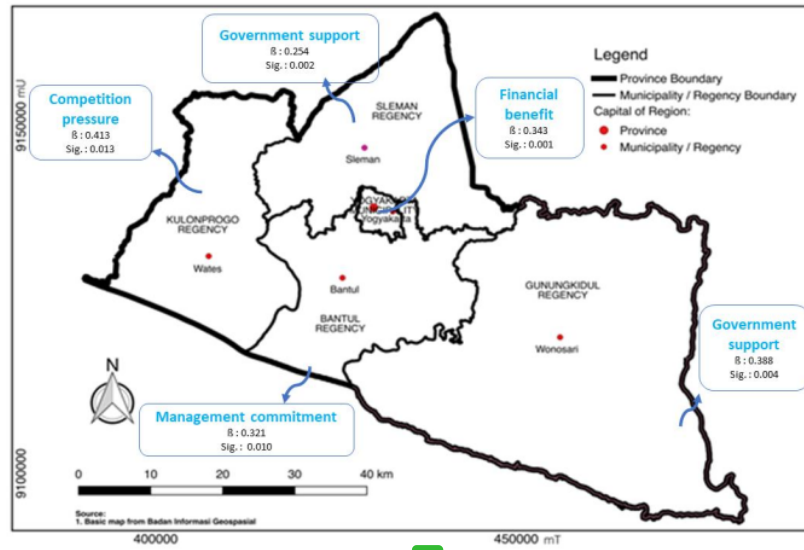 Government support
ß : 0.254
Sig. : 0.002
Competition
pressure
ß : 0.413
Sig. : 0.013
Financial
benefit
ß : 0.343
Sig. : 0.001
Legend
Province Boundary
Municipality / Regency Boundary
Capital of Region:
Province
Municipality / Regency
SLEMAN
REGENCY
Sleman
Yogyakarta
KULONPROGO
REGENCY
Wates
Bantul
BANTUL
REGENCY
GUNUNGKIDUL
REGENCY
Wonosari
Government
support
ß : 0.388
Sig. : 0.004
Management commitment
ß : 0.321
Sig. : 0.010
N
0 10 20 30 40 km
Source:
1. Basic map from Badan Informasi Geospasial
9150000 mU
9100000
400000
450000 mT